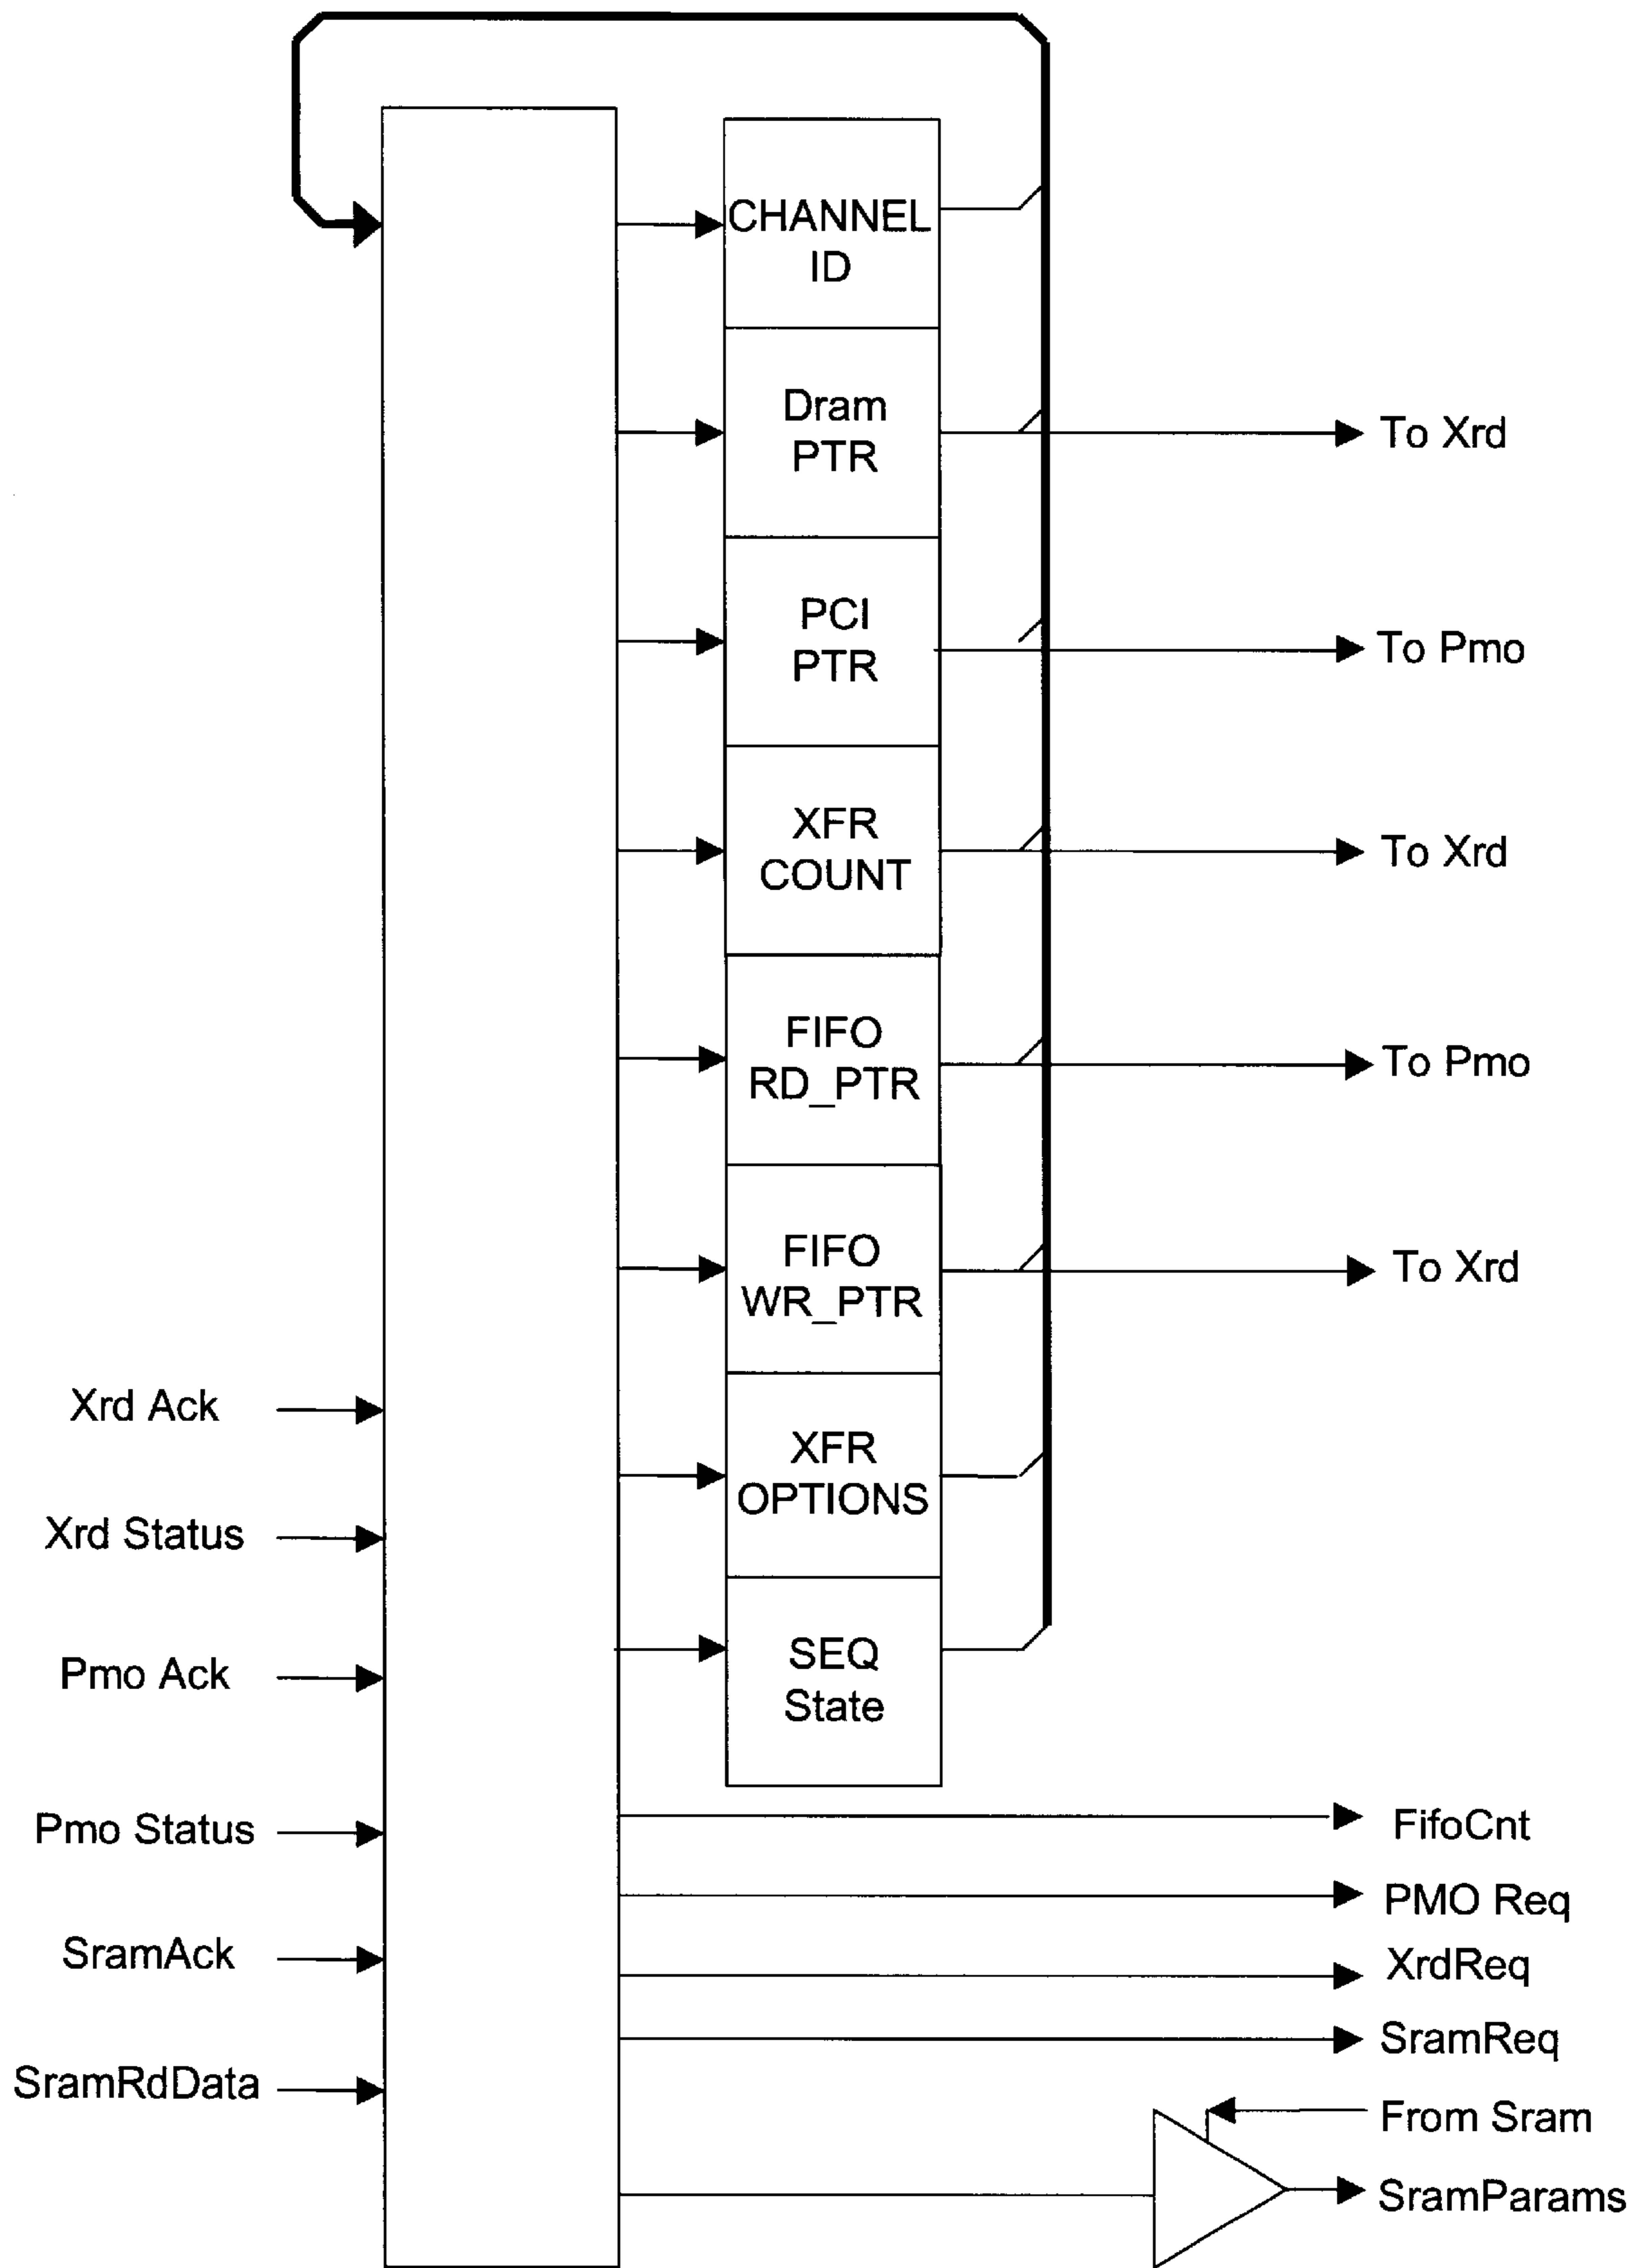 CHANNEL
ID
Dram
PTR
To Xrd
PCI
PTR
To Pmo
XFR
COUNT
To Xrd
FIFO
RD_PTR
To Pmo
FIFO
WR_PTR
To Xrd
Xrd Ack
XFR
OPTIONS
Xrd Status
SEQ
State
Pmo Ack
Pmo Status
FifoCnt
PMO Req
SramAck
XrdReq
SramReq
SramRdData
From Sram
SramParams